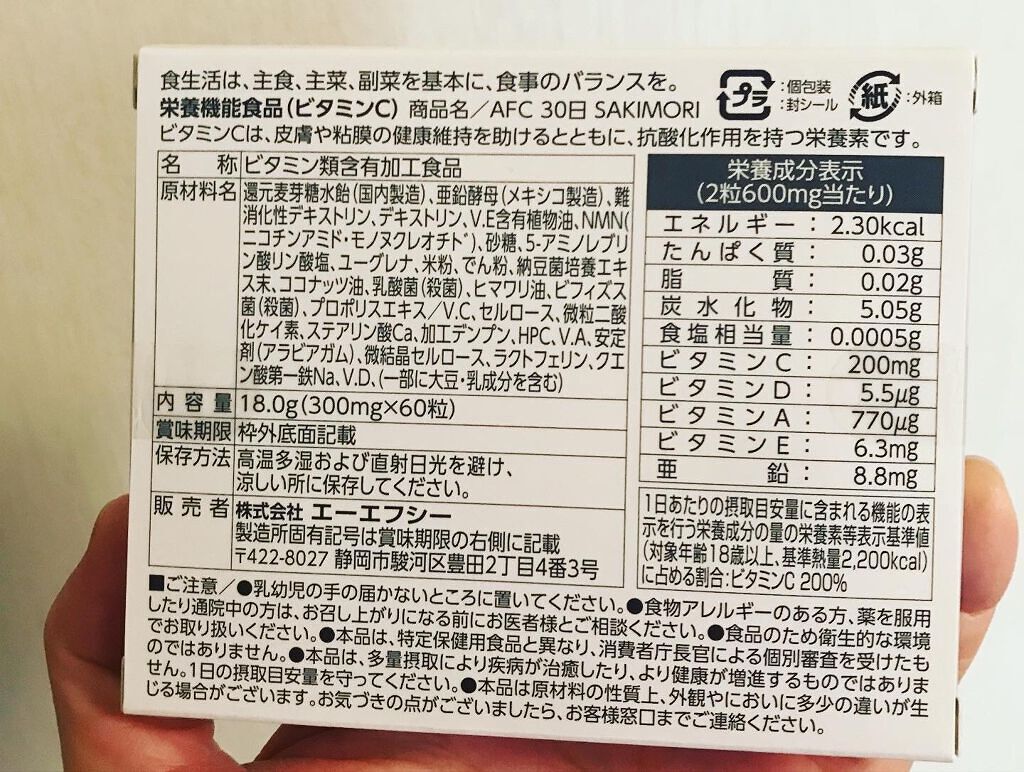 食生活は、主食、主菜、副菜を基本に、食事のバランスを。
栄養機能食品(ビタミンC) 商品名／AFC 30日 SAKIMORI
ビタミンCは、皮膚や粘膜の健康維持を助けるとともに、抗酸化作用を持つ栄養素です。
プラ :個包装
:封シール
紙 :外箱
名称 ビタミン類含有加工食品
原材料名 還元麦芽糖水飴(国内製造)、亜鉛酵母(メキシコ製造)、難
消化性デキストリン、デキストリン、V.E含有植物油、NMN(
ニコチンアミド・モノヌクレオチド)、砂糖、5-アミノレブリ
ン酸リン酸塩、ユーグレナ、米粉、でん粉、納豆菌培養エキ
ス末、ココナッツ油、乳酸菌(殺菌)、ヒマワリ油、ビフィズス
菌(殺菌)、プロポリスエキス/V.C、セルロース、微粒二酸
化ケイ素、ステアリン酸Ca、加工デンプン、HPC、V.A、安定
剤(アラビアガム)、微結晶セルロース、ラクトフェリン、クエ
ン酸第一鉄Na、V.D、(一部に大豆・乳成分を含む)
内容量 18.0g(300mg×60粒)
賞味期限 枠外底面記載
保存方法 高温多湿および直射日光を避け、
涼しい所に保存してください。
販売者 株式会社 エーエフシー
製造所固有記号は賞味期限の右側に記載
〒422-8027 静岡市駿河区豊田2丁目4番3号
栄養成分表示
(2粒600mg当たり)
エネルギー: 2.30kcal
たんぱく質: 0.03g
脂質: 0.02g
炭水化物: 5.05g
食塩相当量: 0.0005g
ビタミンC: 200mg
ビタミンD: 5.5μg
ビタミンA: 770μg
ビタミンE: 6.3mg
亜鉛: 8.8mg
1日あたりの摂取目安量に含まれる機能の表
示を行う栄養成分の量の栄養素等表示基準値
(対象年齢18歳以上、基準熱量2,200kcal)
に占める割合:ビタミンC 200%
■ご注意／●乳幼児の手の届かないところに置いてください。●食物アレルギーのある方、薬を服用
したり通院中の方は、お召し上がりになる前にお医者様とご相談ください。●食品のため衛生的な環境
でお取り扱いください。●本品は、特定保健用食品と異なり、消費者庁長官による個別審査を受けたも
のではありません。●本品は、多量摂取により疾病が治癒したり、より健康が増進するものではありま
せん。1日の摂取目安量を守ってください。●本品は原材料の性質上、外観やにおいに多少の違いが生
じる場合がございます。お気づきの点がございましたら、お客様窓口までご連絡ください。